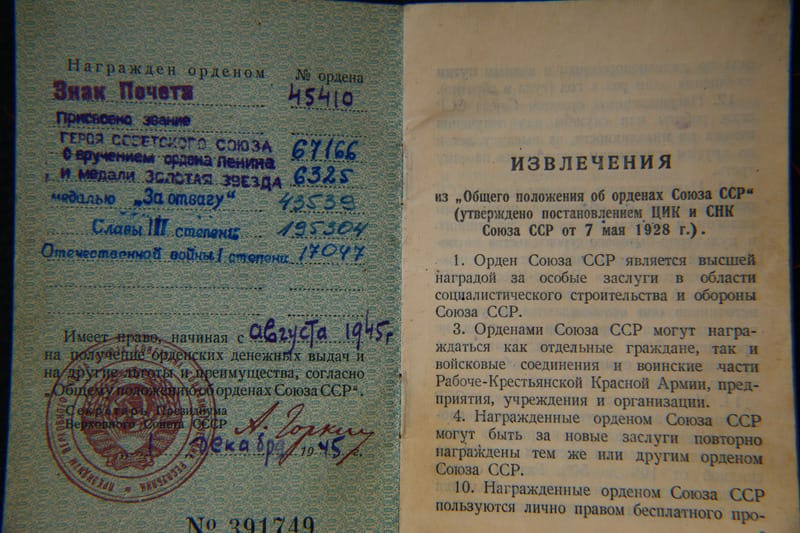 Награжден орденом
№ ордена
Знак Почета
45410
Присвоено звание
ГЕРОЯ СОВЕТСКОГО СОЮЗА
с вручением ордена Ленина 67166
и медали ЗОЛОТАЯ ЗВЕЗДА 6325
медалью „За отвагу“ 43539
Славы III степени 195304
Отечественной войны I степени 17047
Имеет право, начиная с августа 1945г
на получение орденских денежных выдач и
на другие льготы и преимущества, согласно
„Общему положению об орденах Союза ССР“.
Секретарь Президиума
Верховного Совета СССР
А. Горкин
1 декабря 1945 г.
№ 391749
ИЗВЛЕЧЕНИЯ
из „Общего положения об орденах Союза ССР“
(утверждено постановлением ЦИК и СНК
Союза ССР от 7 мая 1928 г.).
1. Орден Союза ССР является высшей
наградой за особые заслуги в области
социалистического строительства и обороны
Союза ССР.
3. Орденами Союза ССР могут награ-
ждаться как отдельные граждане, так и
войсковые соединения и воинские части
Рабоче-Крестьянской Красной Армии, пред-
приятия, учреждения и организации.
4. Награжденные орденом Союза ССР
могут быть за новые заслуги повторно
награждены тем же или другим орденом
Союза ССР.
10. Награжденные орденом Союза ССР
пользуются лично правом бесплатного про-